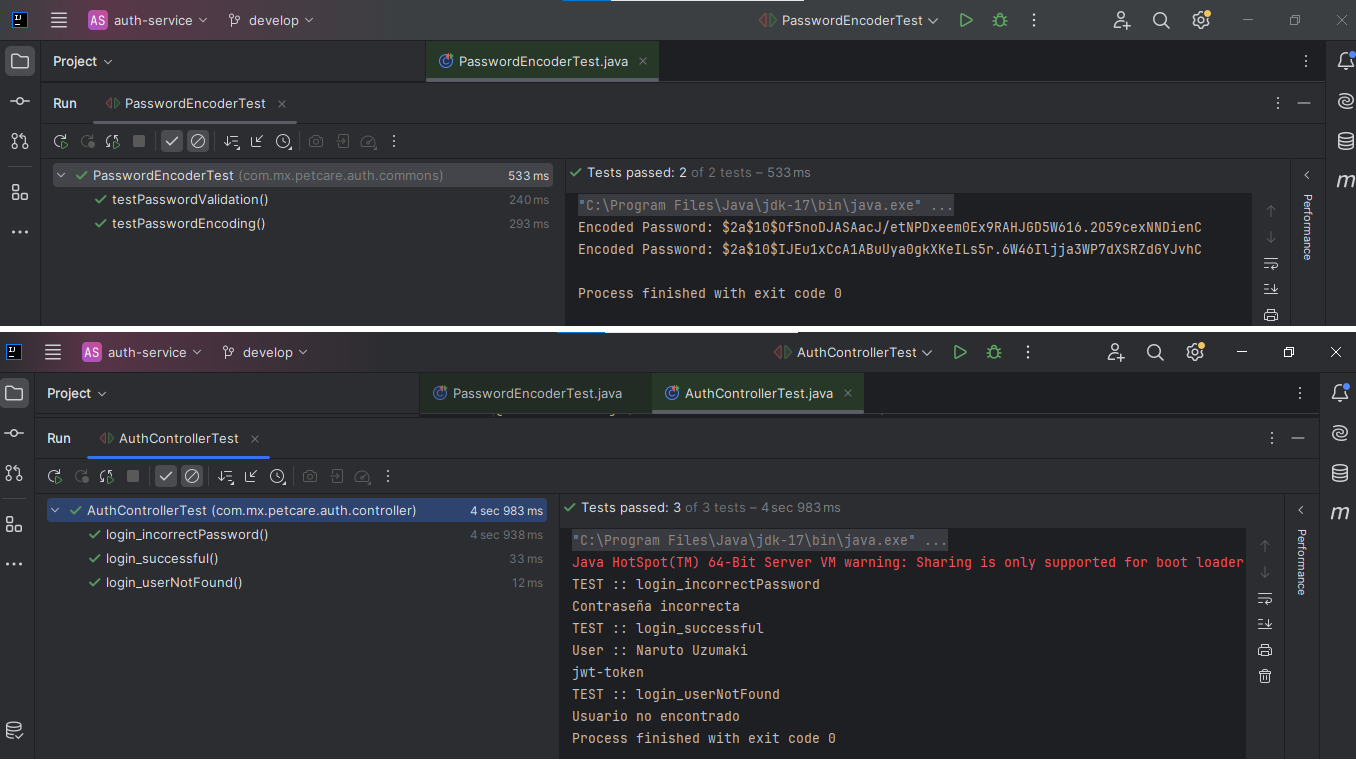 AS auth-service develop PasswordEncoderTest
Project PasswordEncoderTest.java
Run PasswordEncoderTest
PasswordEncoderTest (com.mx.petcare.auth.commons) 533 ms
testPasswordValidation() 240 ms
testPasswordEncoding() 293 ms
Tests passed: 2 of 2 tests – 533 ms
"C:\Program Files\Java\jdk-17\bin\java.exe" ...
Encoded Password: $2a$10$Of5noDJASAacJ/etNPDxeem0Ex9RAHJGD5W616.2O59cexNNDienC
Encoded Password: $2a$10$IJEu1xCcA1ABuUya0gkXKeILs5r.6W46Iljja3WP7dXSRZdGYJvhC
Process finished with exit code 0
Performance
AS auth-service develop AuthControllerTest
Project PasswordEncoderTest.java AuthControllerTest.java
Run AuthControllerTest
AuthControllerTest (com.mx.petcare.auth.controller) 4 sec 983 ms
login_incorrectPassword() 4 sec 938 ms
login_successful() 33 ms
login_userNotFound() 12 ms
Tests passed: 3 of 3 tests – 4 sec 983 ms
"C:\Program Files\Java\jdk-17\bin\java.exe" ...
Java HotSpot(TM) 64-Bit Server VM warning: Sharing is only supported for boot loader
TEST :: login_incorrectPassword
Contraseña incorrecta
TEST :: login_successful
User :: Naruto Uzumaki
jwt-token
TEST :: login_userNotFound
Usuario no encontrado
Process finished with exit code 0
Performance